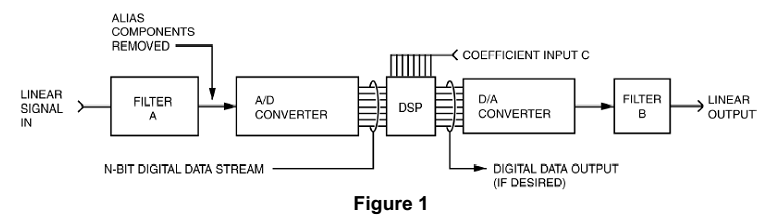 ALIAS
COMPONENTS
REMOVED
COEFFICIENT INPUT C
LINEAR
SIGNAL
IN
FILTER
A
A/D
CONVERTER
DSP
D/A
CONVERTER
FILTER
B
LINEAR
OUTPUT
N-BIT DIGITAL DATA STREAM
DIGITAL DATA OUTPUT
(IF DESIRED)
Figure 1